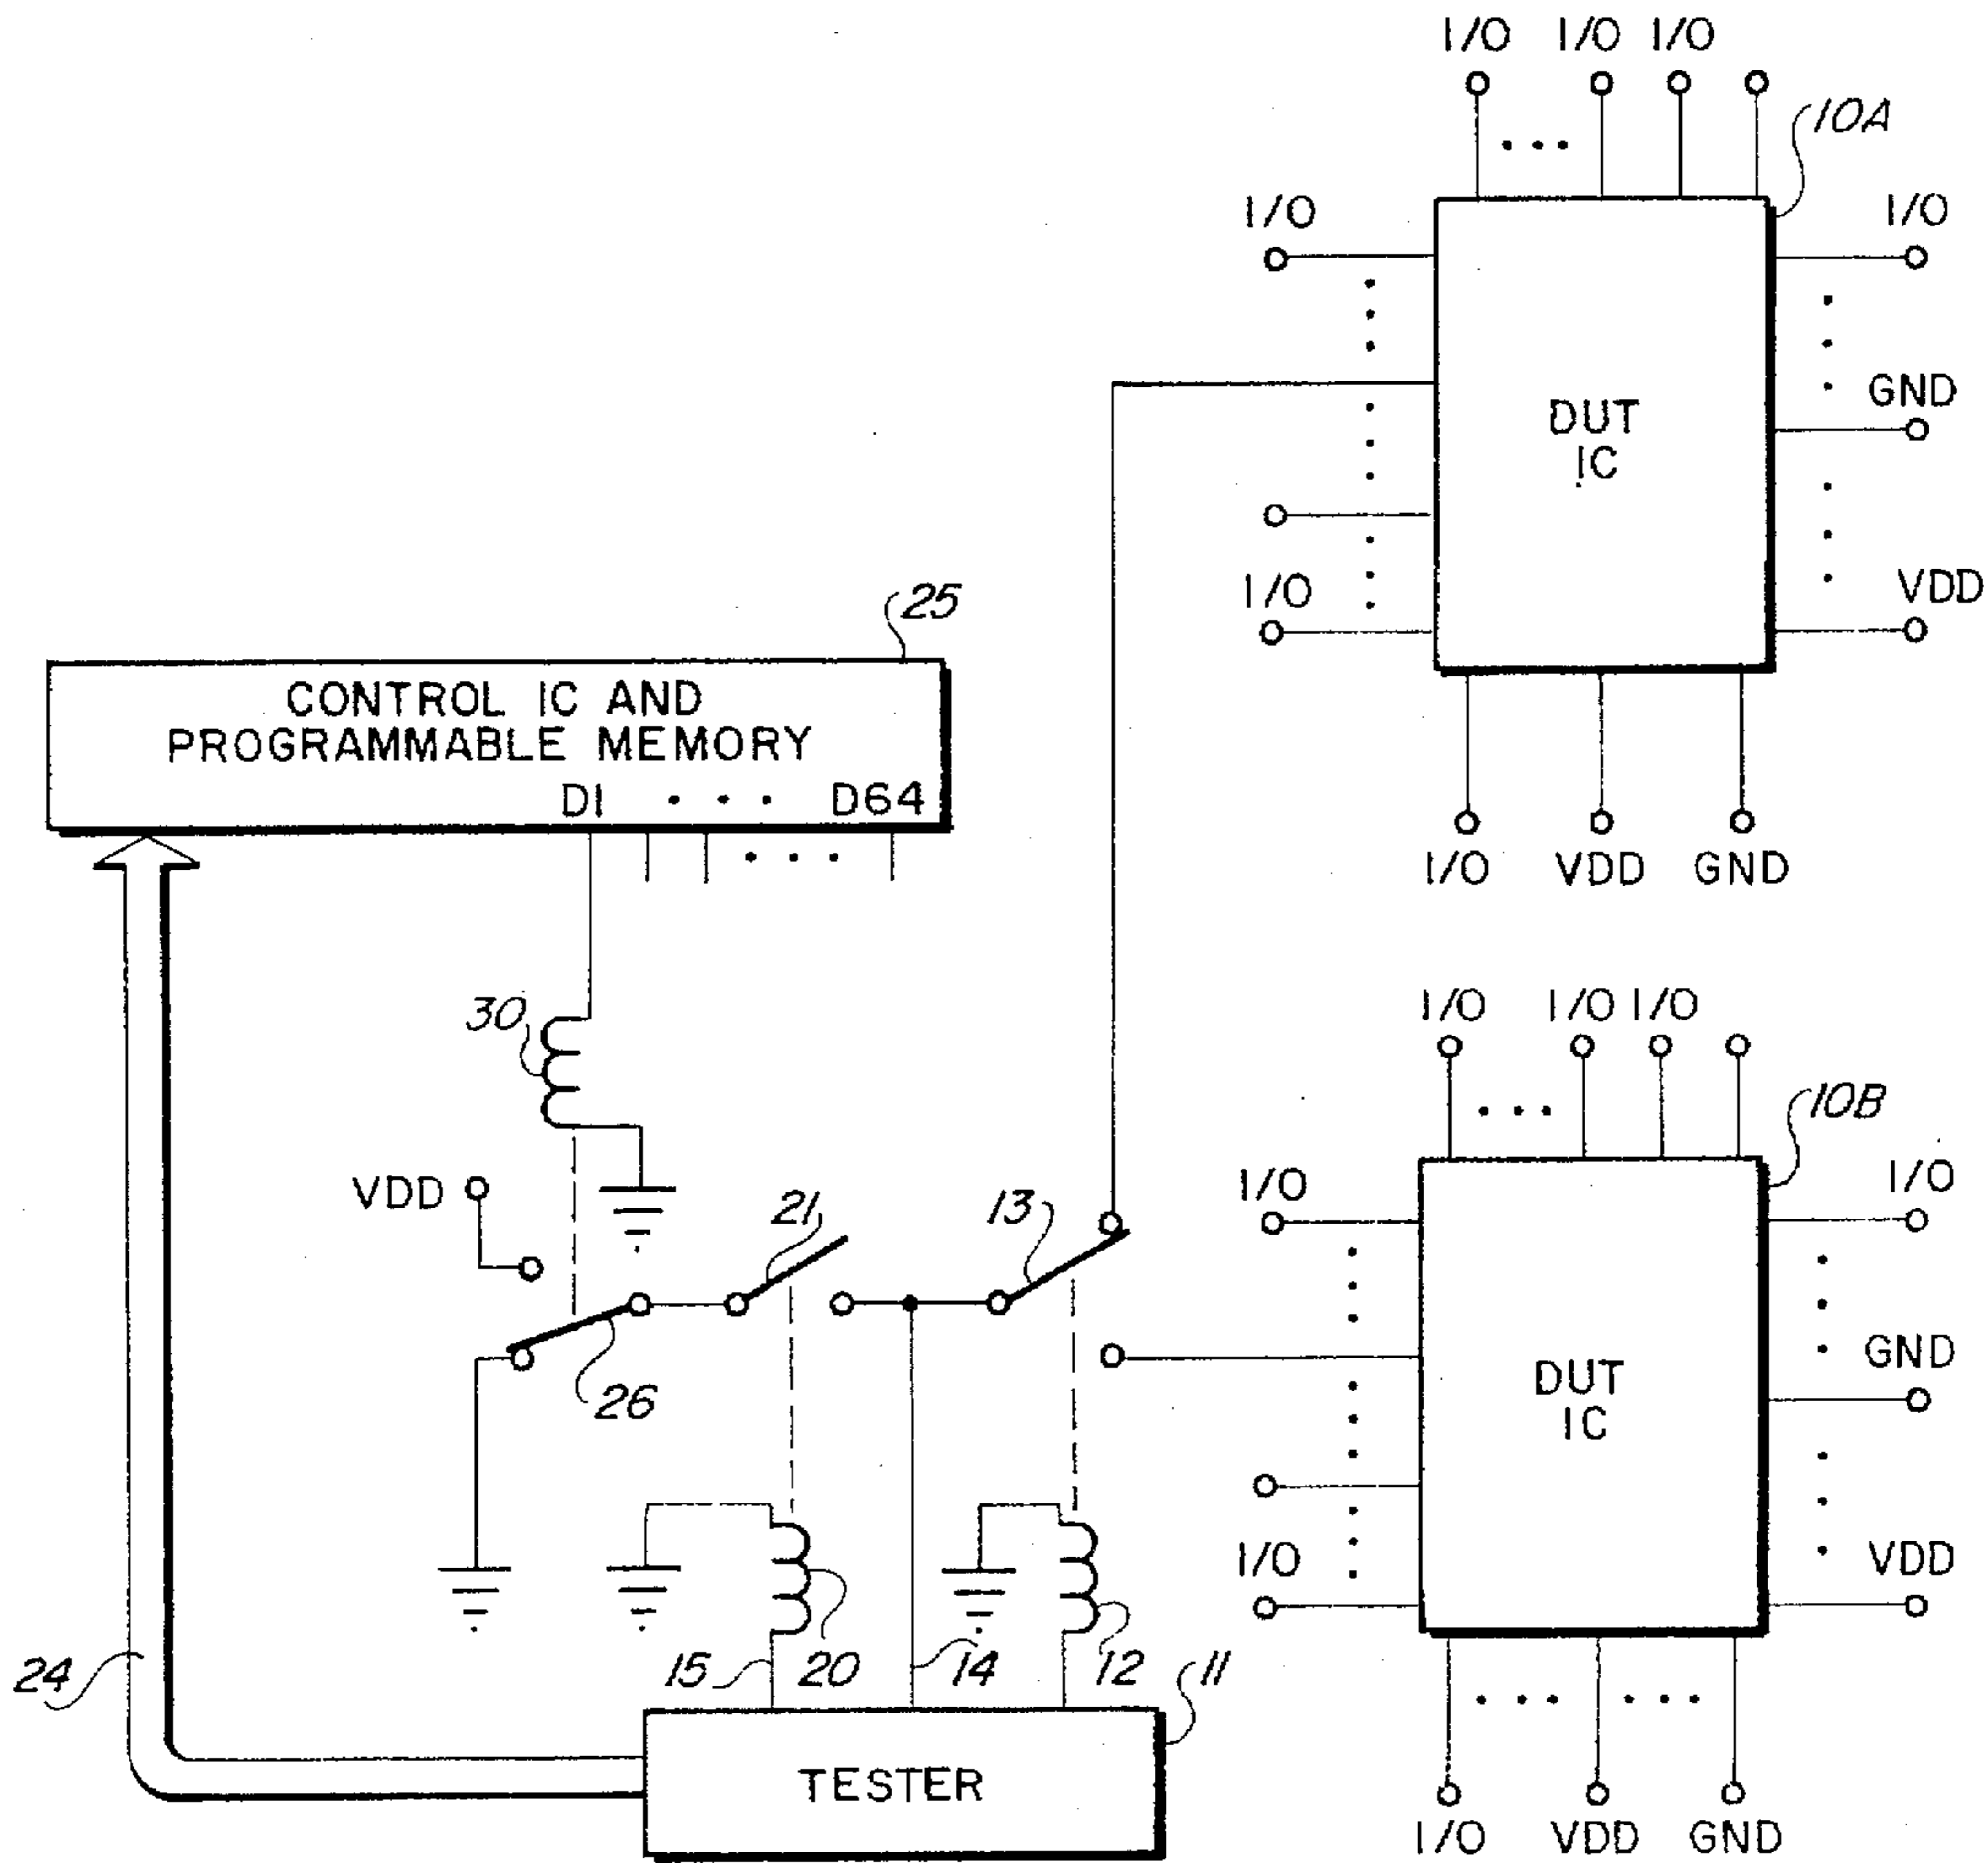 I/O I/O I/O
10A
I/O
I/O
GND
DUT
IC
VDD
I/O
I/O VDD GND
25
CONTROL IC AND
PROGRAMMABLE MEMORY
D1 • • • D64
30
I/O I/O I/O
10B
VDD
21
13
I/O
I/O
26
GND
DUT
IC
I/O
VDD
24
15
20
14
12
11
TESTER
I/O VDD GND